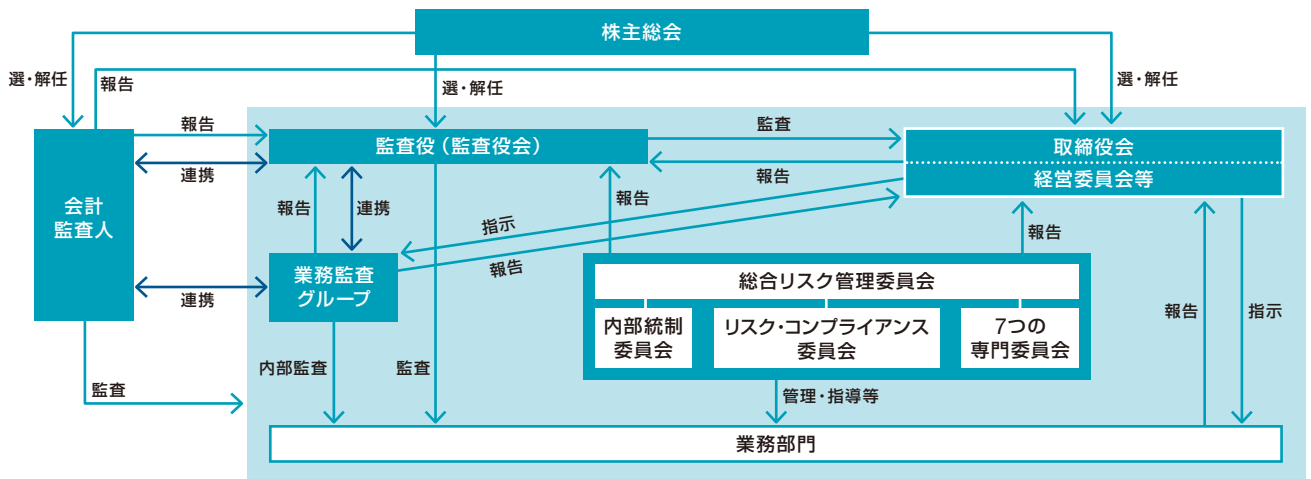 株主総会
選・解任
報告
選・解任
選・解任
報告
監査役（監査役会）
監査
取締役会
連携
報告
経営委員会等
会計
監査人
報告
連携
報告
指示
報告
報告
業務監査
グループ
総合リスク管理委員会
連携
報告
指示
内部統制
委員会
リスク・コンプライアンス
委員会
7つの
専門委員会
内部監査
監査
監査
管理・指導等
業務部門